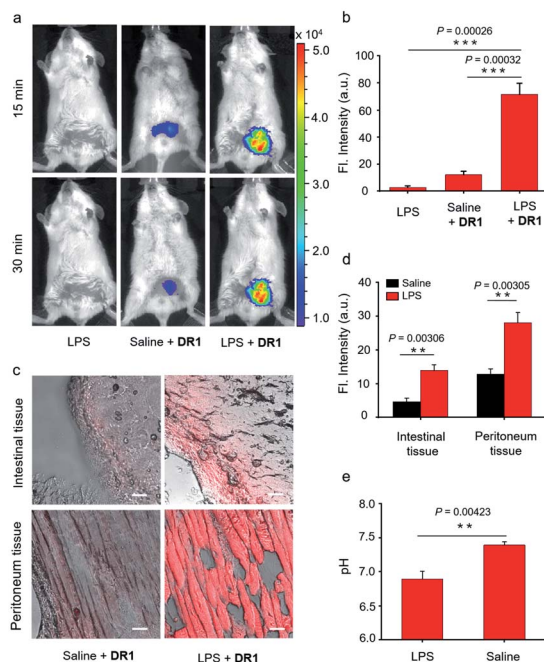 a
15 min
30 min
LPS
Saline + DR1
LPS + DR1
x 10⁴
5.0
4.0
3.0
2.0
1.0
b
P = 0.00026
***
P = 0.00032
***
Fl. Intensity (a.u.)
100
80
60
40
20
0
LPS
Saline
+ DR1
LPS
+ DR1
c
Intestinal tissue
Peritoneum tissue
Saline + DR1
LPS + DR1
d
Saline
LPS
P = 0.00305
**
P = 0.00306
**
Fl. Intensity (a.u.)
40
30
20
10
0
Intestinal
tissue
Peritoneum
tissue
e
P = 0.00423
**
pH
8.0
7.5
7.0
6.5
6.0
LPS
Saline